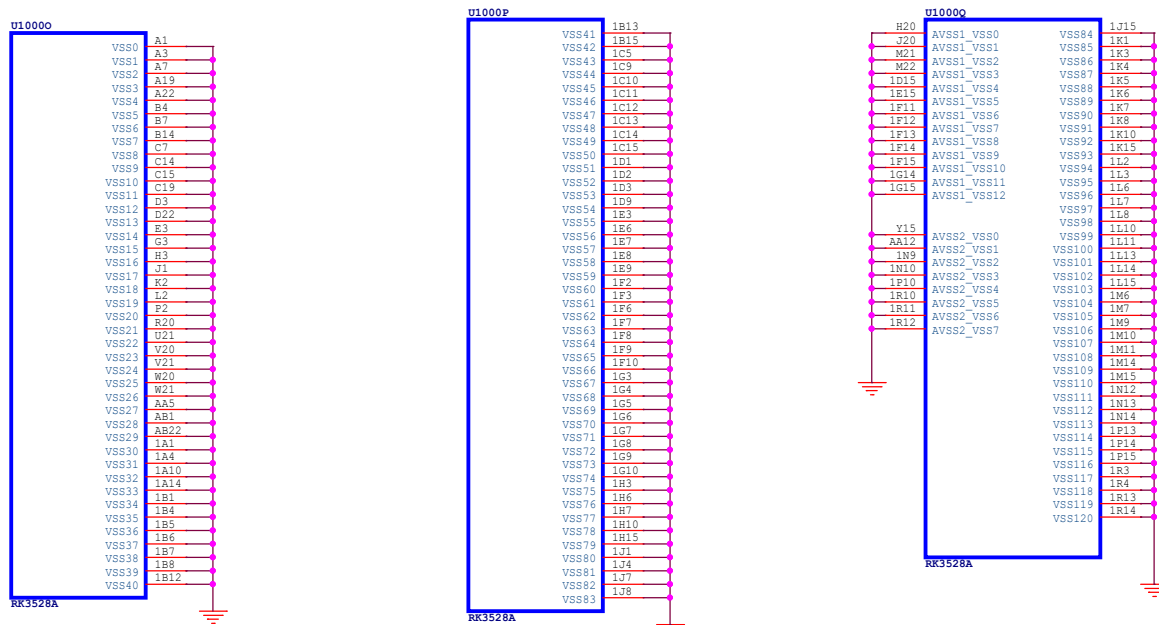 U1000O
VSS0 A1
VSS1 A3
VSS2 A7
VSS3 A19
VSS4 A22
VSS5 B4
VSS6 B7
VSS7 B14
VSS8 C7
VSS9 C14
VSS10 C15
VSS11 C19
VSS12 D3
VSS13 D22
VSS14 E3
VSS15 G3
VSS16 H3
VSS17 J1
VSS18 K2
VSS19 L2
VSS20 P2
VSS21 R20
VSS22 U21
VSS23 V20
VSS24 V21
VSS25 W20
VSS26 W21
VSS27 AA5
VSS28 AB1
VSS29 AB22
VSS30 1A1
VSS31 1A4
VSS32 1A10
VSS33 1A14
VSS34 1B1
VSS35 1B4
VSS36 1B5
VSS37 1B6
VSS38 1B7
VSS39 1B8
VSS40 1B12
RK3528A
U1000P
VSS41 1B13
VSS42 1B15
VSS43 1C5
VSS44 1C9
VSS45 1C10
VSS46 1C11
VSS47 1C12
VSS48 1C13
VSS49 1C14
VSS50 1C15
VSS51 1D1
VSS52 1D2
VSS53 1D3
VSS54 1D9
VSS55 1E3
VSS56 1E6
VSS57 1E7
VSS58 1E8
VSS59 1E9
VSS60 1F2
VSS61 1F3
VSS62 1F6
VSS63 1F7
VSS64 1F8
VSS65 1F9
VSS66 1F10
VSS67 1G3
VSS68 1G4
VSS69 1G5
VSS70 1G6
VSS71 1G7
VSS72 1G8
VSS73 1G9
VSS74 1G10
VSS75 1H3
VSS76 1H6
VSS77 1H7
VSS78 1H10
VSS79 1H15
VSS80 1J1
VSS81 1J4
VSS82 1J7
VSS83 1J8
RK3528A
U1000Q
H20 AVSS1_VSS0 VSS84 1J15
J20 AVSS1_VSS1 VSS85 1K1
M21 AVSS1_VSS2 VSS86 1K3
M22 AVSS1_VSS3 VSS87 1K4
1D15 AVSS1_VSS4 VSS88 1K5
1E15 AVSS1_VSS5 VSS89 1K6
1F11 AVSS1_VSS6 VSS90 1K7
1F12 AVSS1_VSS7 VSS91 1K8
1F13 AVSS1_VSS8 VSS92 1K10
1F14 AVSS1_VSS9 VSS93 1K15
1F15 AVSS1_VSS10 VSS94 1L2
1G14 AVSS1_VSS11 VSS95 1L3
1G15 AVSS1_VSS12 VSS96 1L6
VSS97 1L7
VSS98 1L8
Y15 AVSS2_VSS0 VSS99 1L10
AA12 AVSS2_VSS1 VSS100 1L11
1N9 AVSS2_VSS2 VSS101 1L13
1N10 AVSS2_VSS3 VSS102 1L14
1P10 AVSS2_VSS4 VSS103 1L15
1R10 AVSS2_VSS5 VSS104 1M6
1R11 AVSS2_VSS6 VSS105 1M7
1R12 AVSS2_VSS7 VSS106 1M9
VSS107 1M10
VSS108 1M11
VSS109 1M14
VSS110 1M15
VSS111 1N12
VSS112 1N13
VSS113 1N14
VSS114 1P13
VSS115 1P14
VSS116 1P15
VSS117 1R3
VSS118 1R4
VSS119 1R13
VSS120 1R14
RK3528A